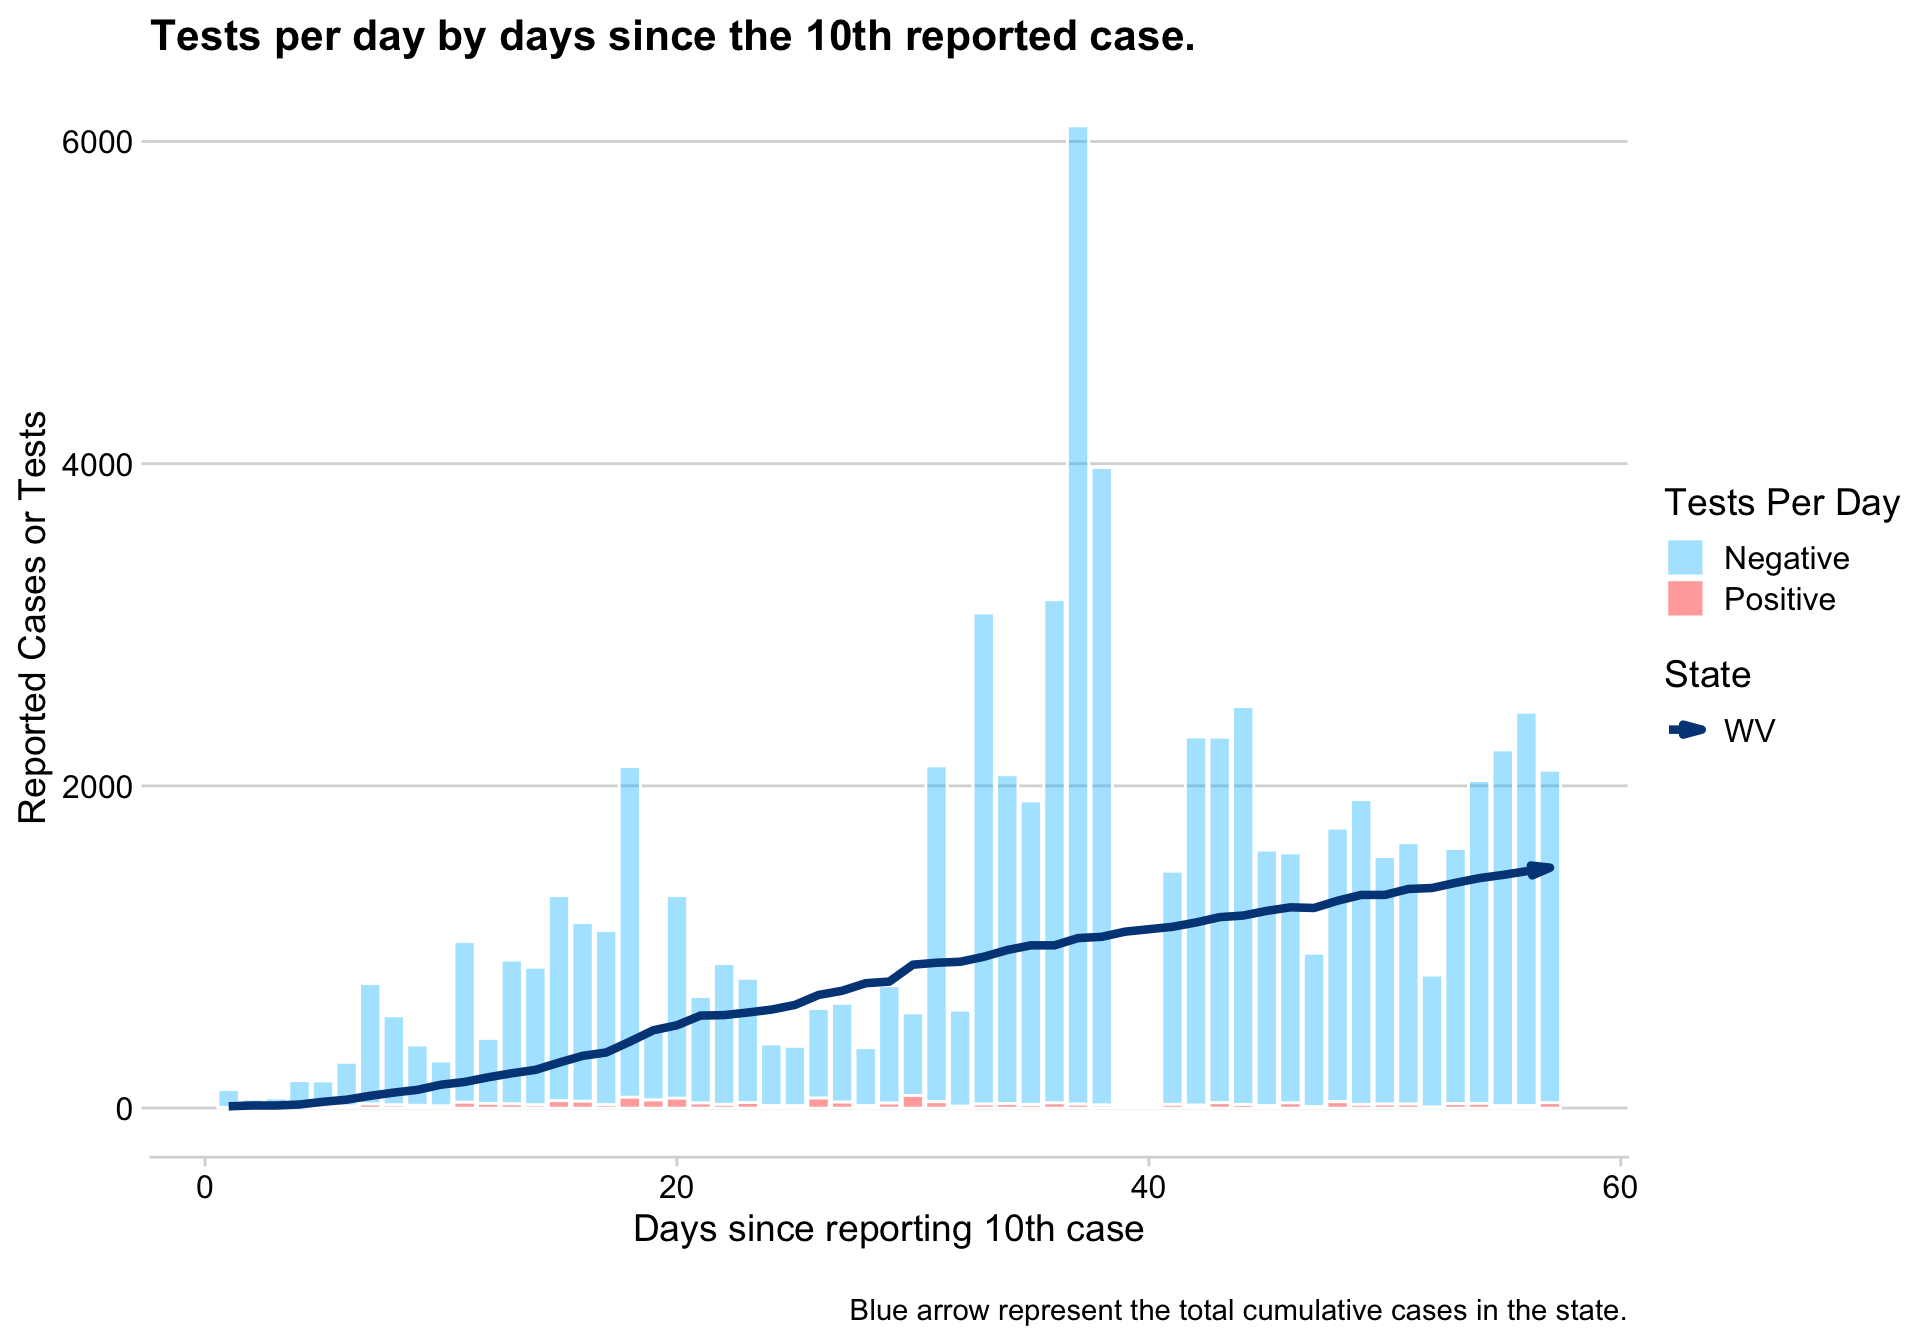 Tests per day by days since the 10th reported case.
6000
4000
2000
0
Reported Cases or Tests
0 20 40 60
Days since reporting 10th case
Tests Per Day
Negative
Positive
State
WV
Blue arrow represent the total cumulative cases in the state.